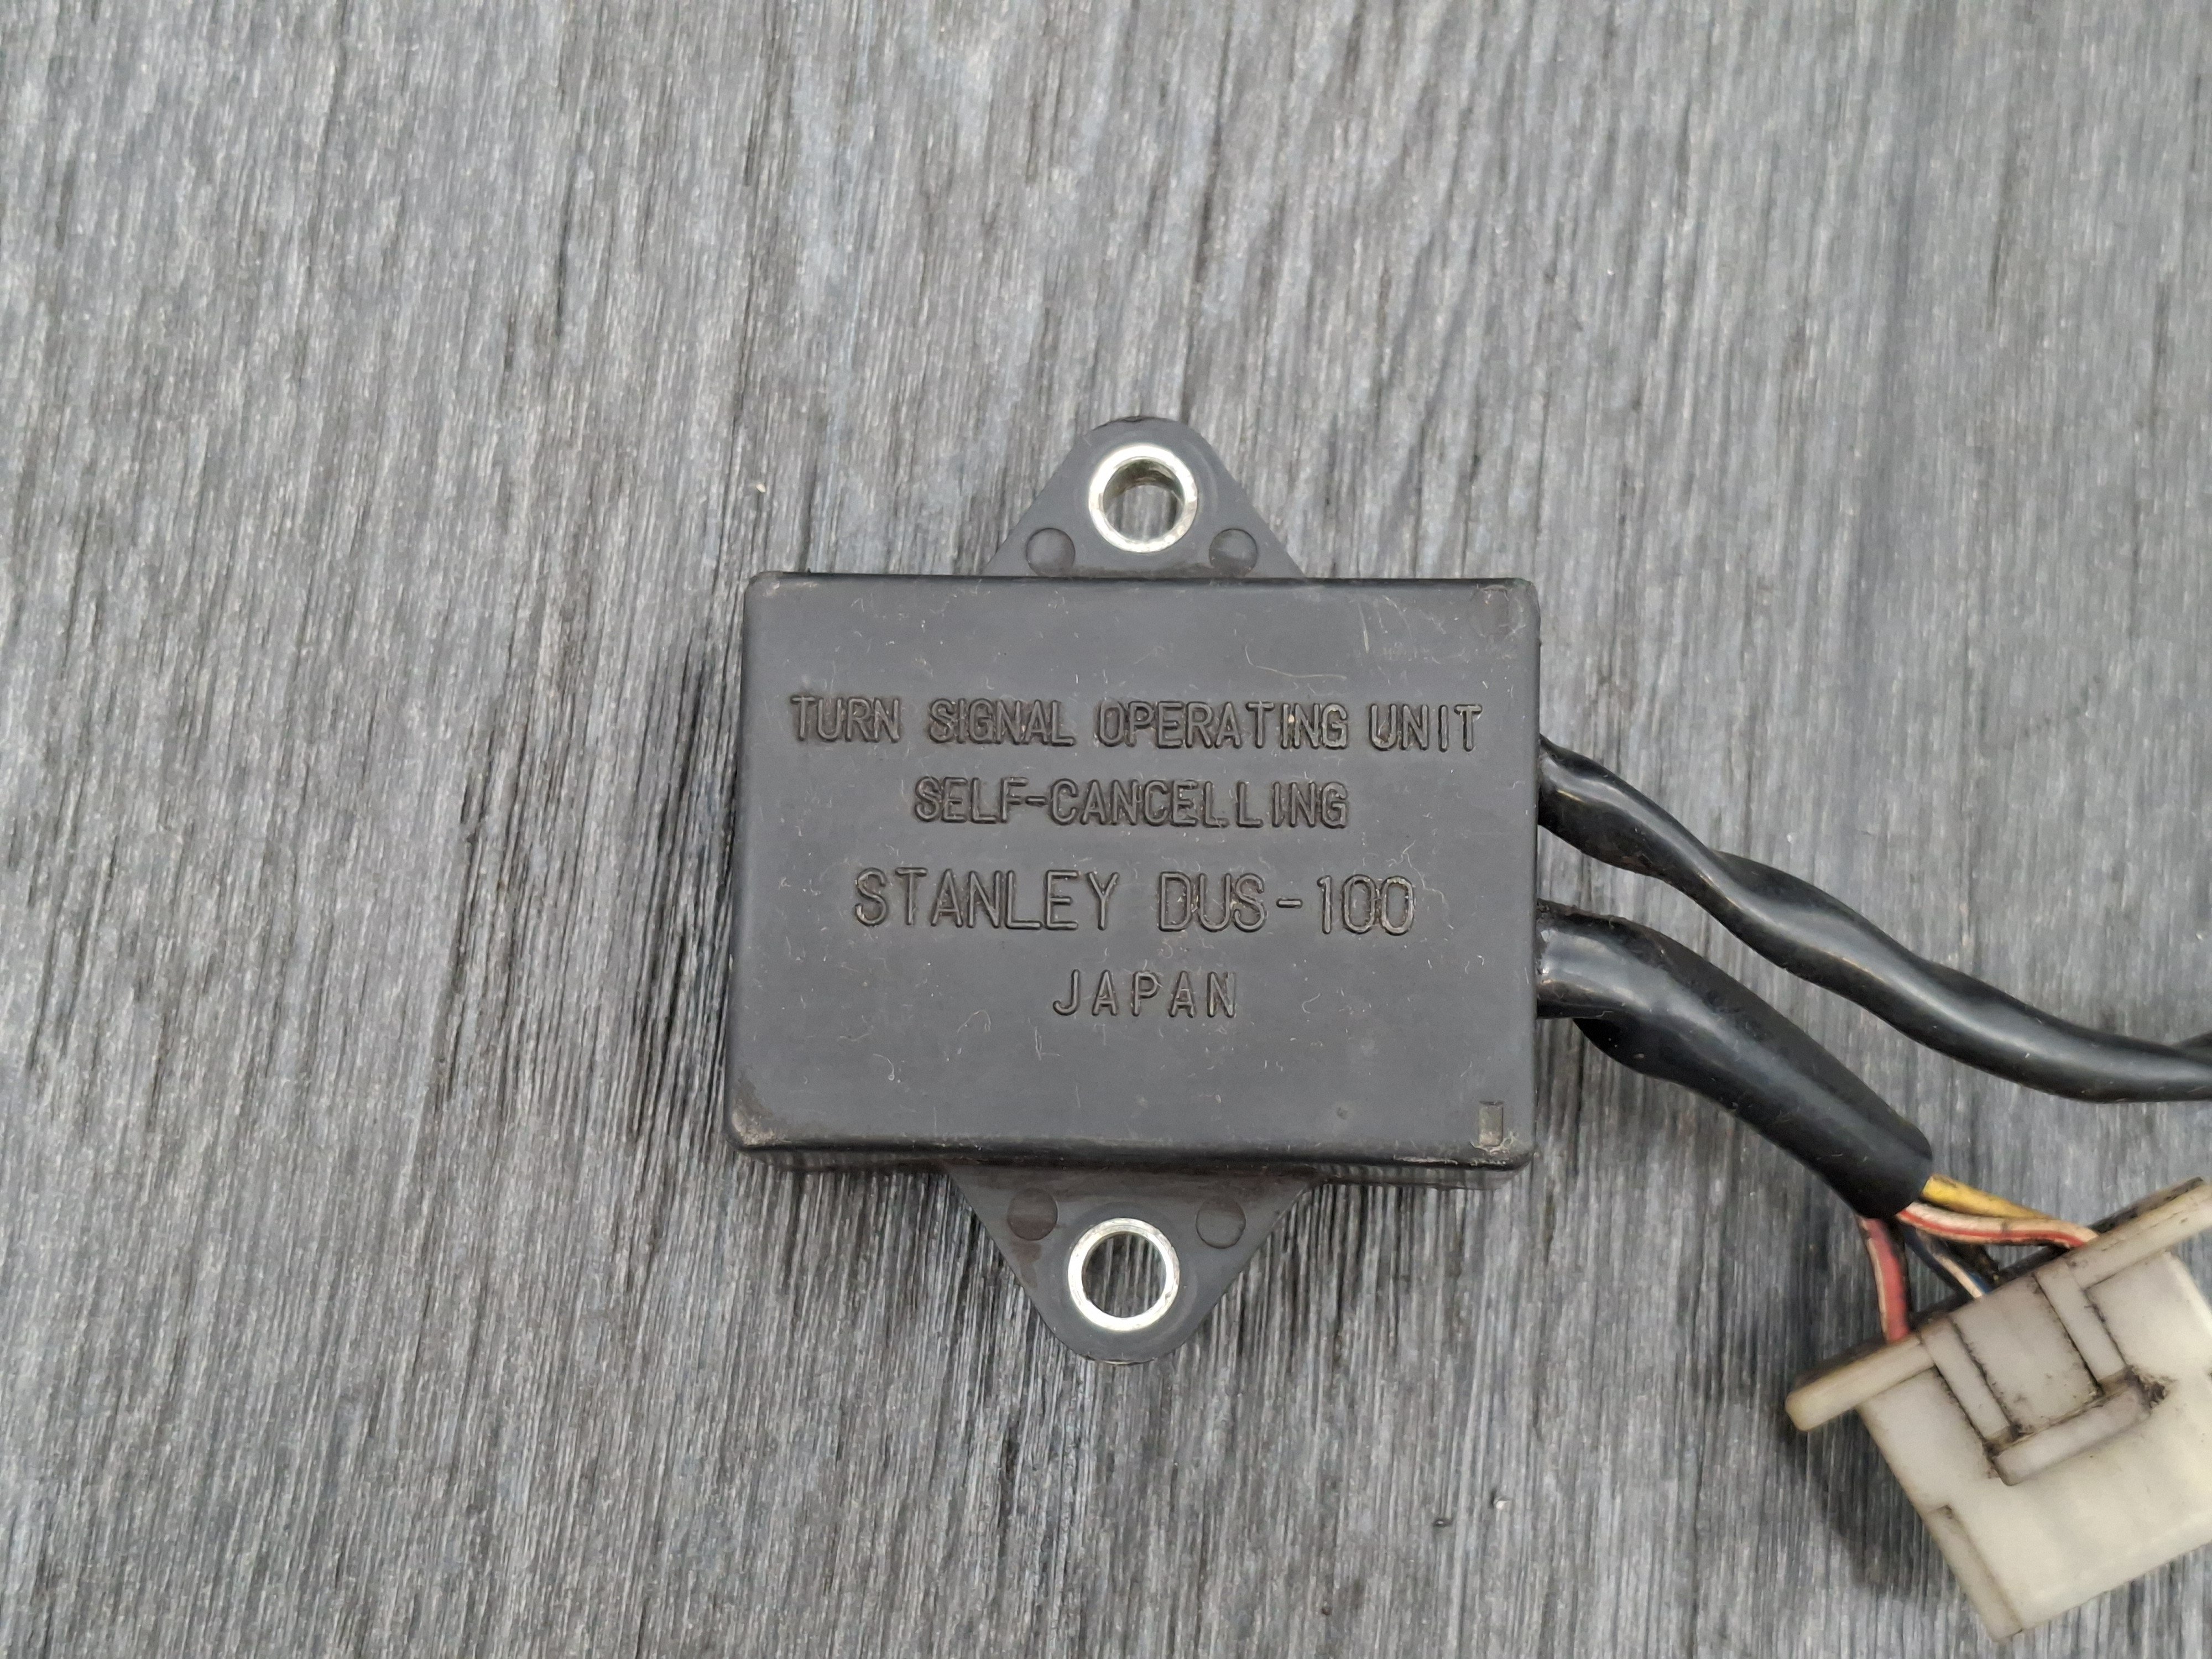 TURN SIGNAL OPERATING UNIT
SELF-CANCELLING
STANLEY DUS-100
JAPAN